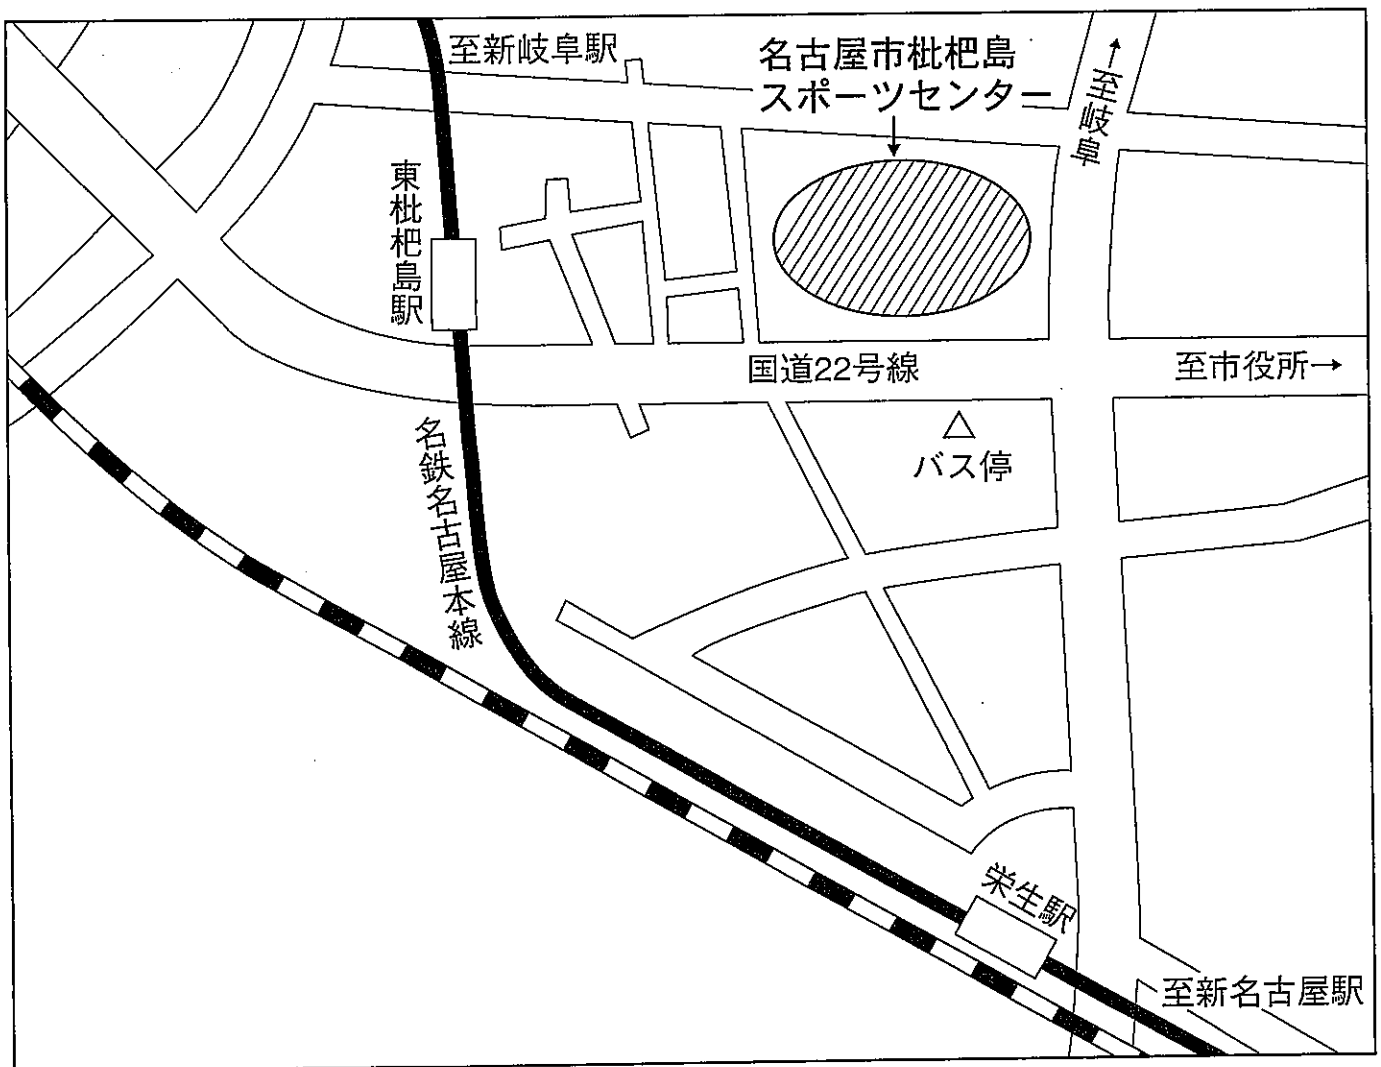 至新岐阜駅
名古屋市枇杷島
スポーツセンター
↑至岐阜
東枇杷島駅
国道22号線
至市役所→
バス停
名鉄名古屋本線
栄生駅
至新名古屋駅